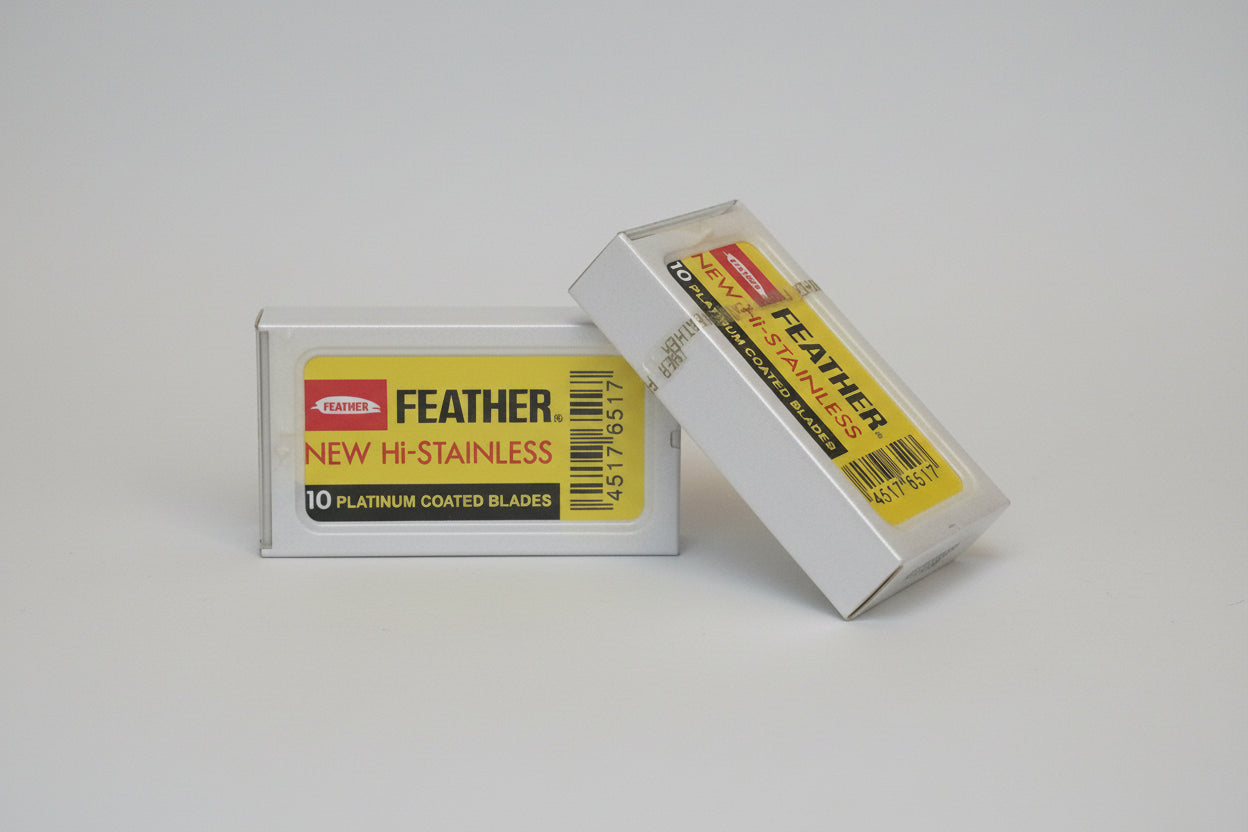 FEATHER
FEATHER®
NEW Hi-STAINLESS
10 PLATINUM COATED BLADES
4517 6517
FEATHER
FEATHER®
NEW Hi-STAINLESS
10 PLATINUM COATED BLADES
4517 6517